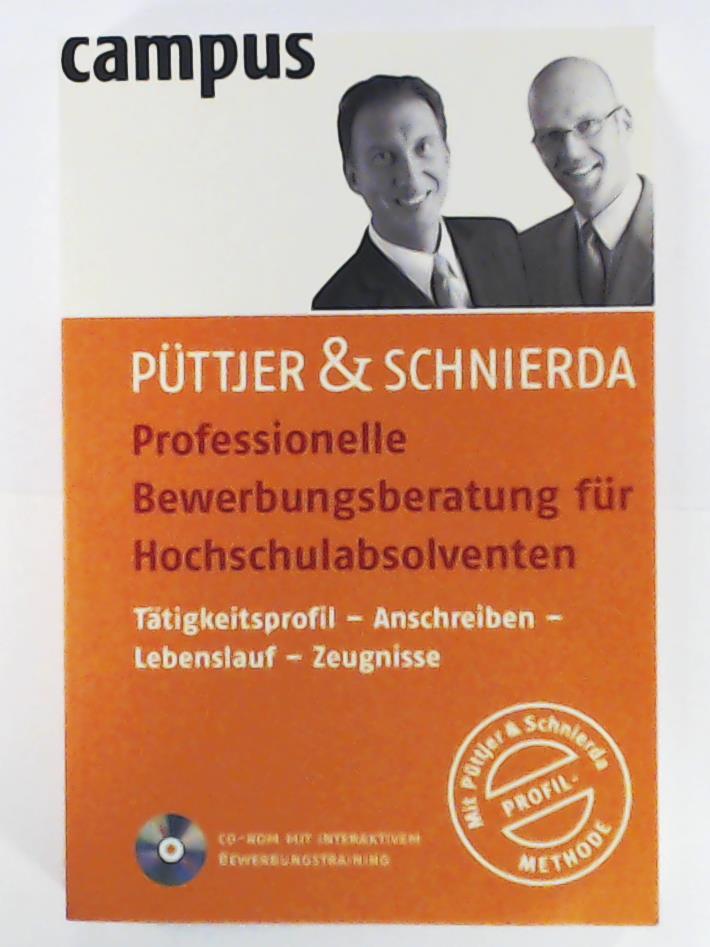 campus
PÜTTJER & SCHNIERDA
Professionelle
Bewerbungsberatung für
Hochschulabsolventen
Tätigkeitsprofil – Anschreiben –
Lebenslauf – Zeugnisse
Mit Püttjer & Schnierda
PROFIL-
METHODE
CD-ROM MIT INTERAKTIVEM
BEWERBUNGSTRAINING